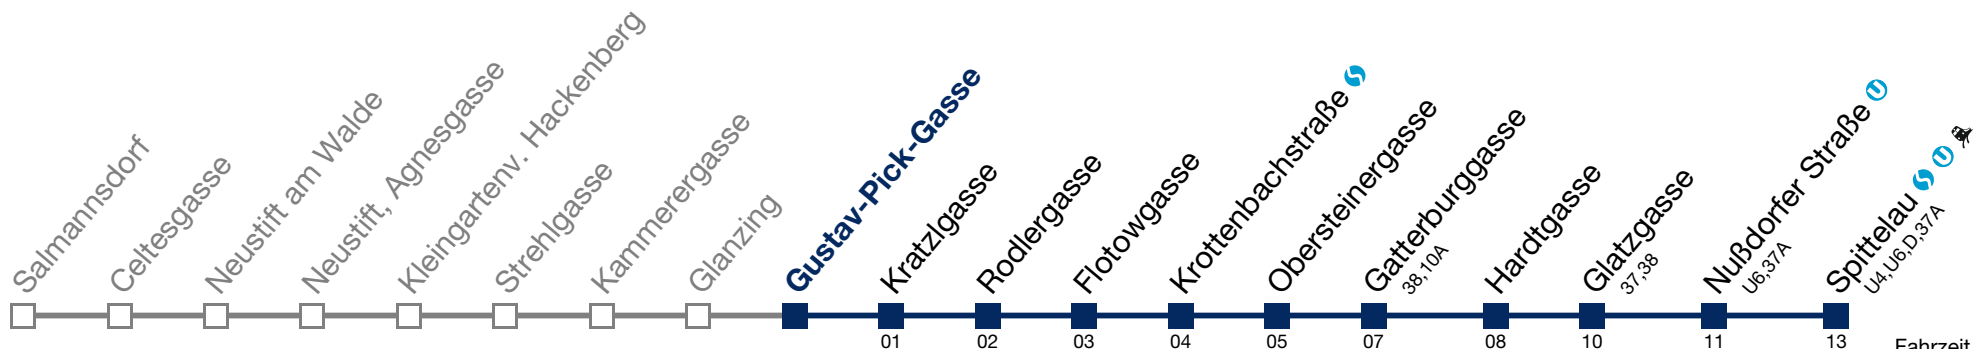 Salmannsdorf
Celtesgasse
Neustift am Walde
Neustift, Agnesgasse
Kleingartenv. Hackenberg
Strehlgasse
Kammerergasse
Glanzing
Gustav-Pick-Gasse
Kratzlgasse
01
Rodlergasse
02
Flotowgasse
03
Krottenbachstraße
04
Obersteinergasse
05
Gatterburggasse
38,10A
07
Hardtgasse
08
Glatzgasse
37,38
10
Nußdorfer Straße U
U6,37A
11
Spittelau S U
U4,U6,D,37A
13
Fahrzeit